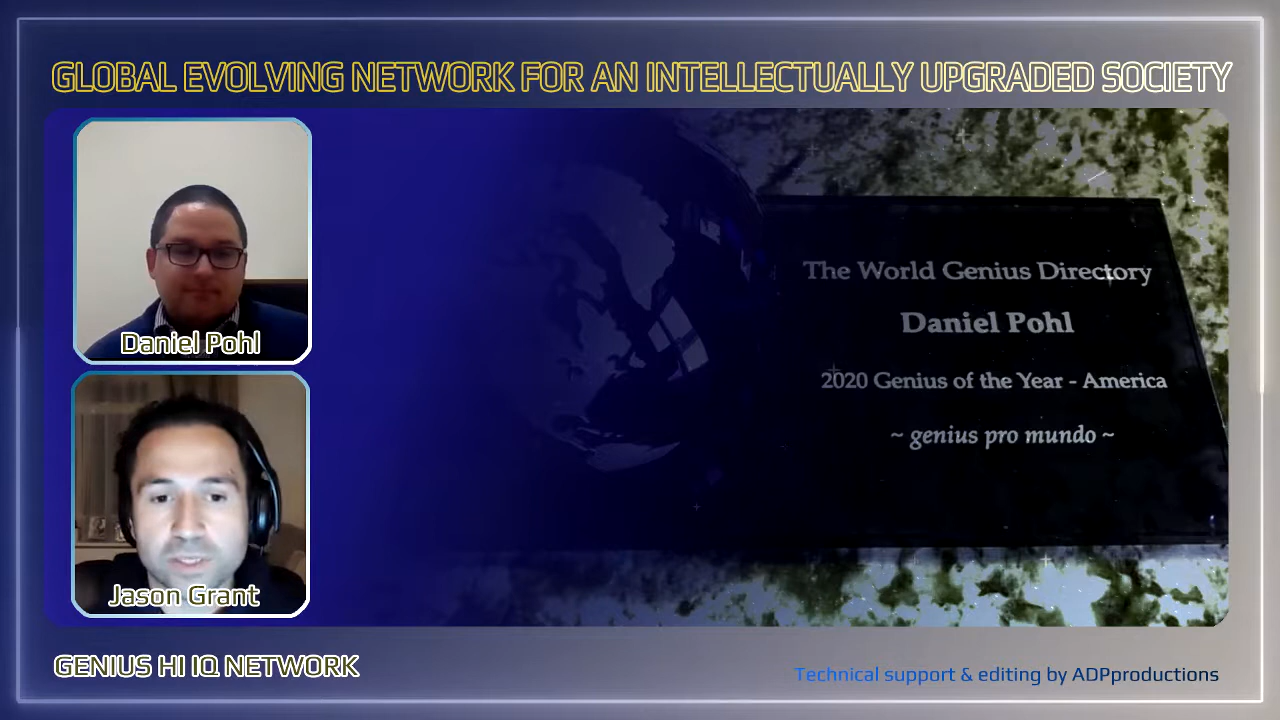 GLOBAL EVOLVING NETWORK FOR AN INTELLECTUALLY UPGRADED SOCIETY
Daniel Pohl
Jason Grant
The World Genius Directory
Daniel Pohl
2020 Genius of the Year - America
~ genius pro mundo ~
GENIUS HI IQ NETWORK
Technical support & editing by ADPproductions